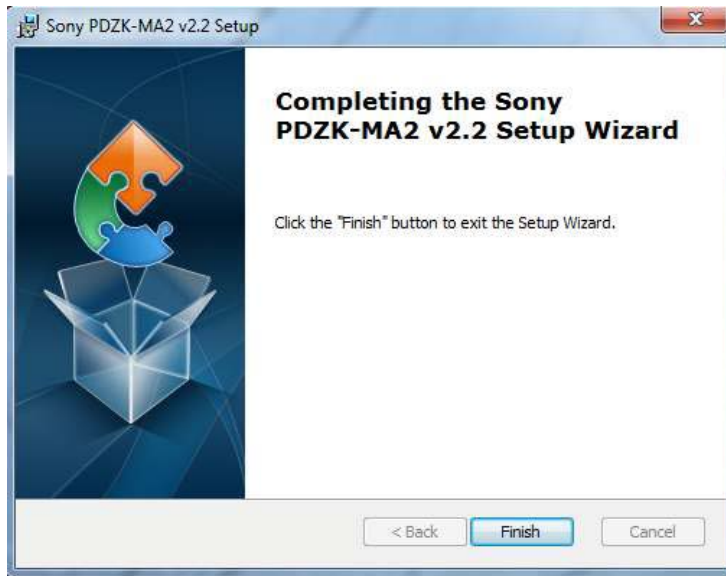 Sony PDZK-MA2 v2.2 Setup
Completing the Sony
PDZK-MA2 v2.2 Setup Wizard
Click the "Finish" button to exit the Setup Wizard.
< Back Finish Cancel